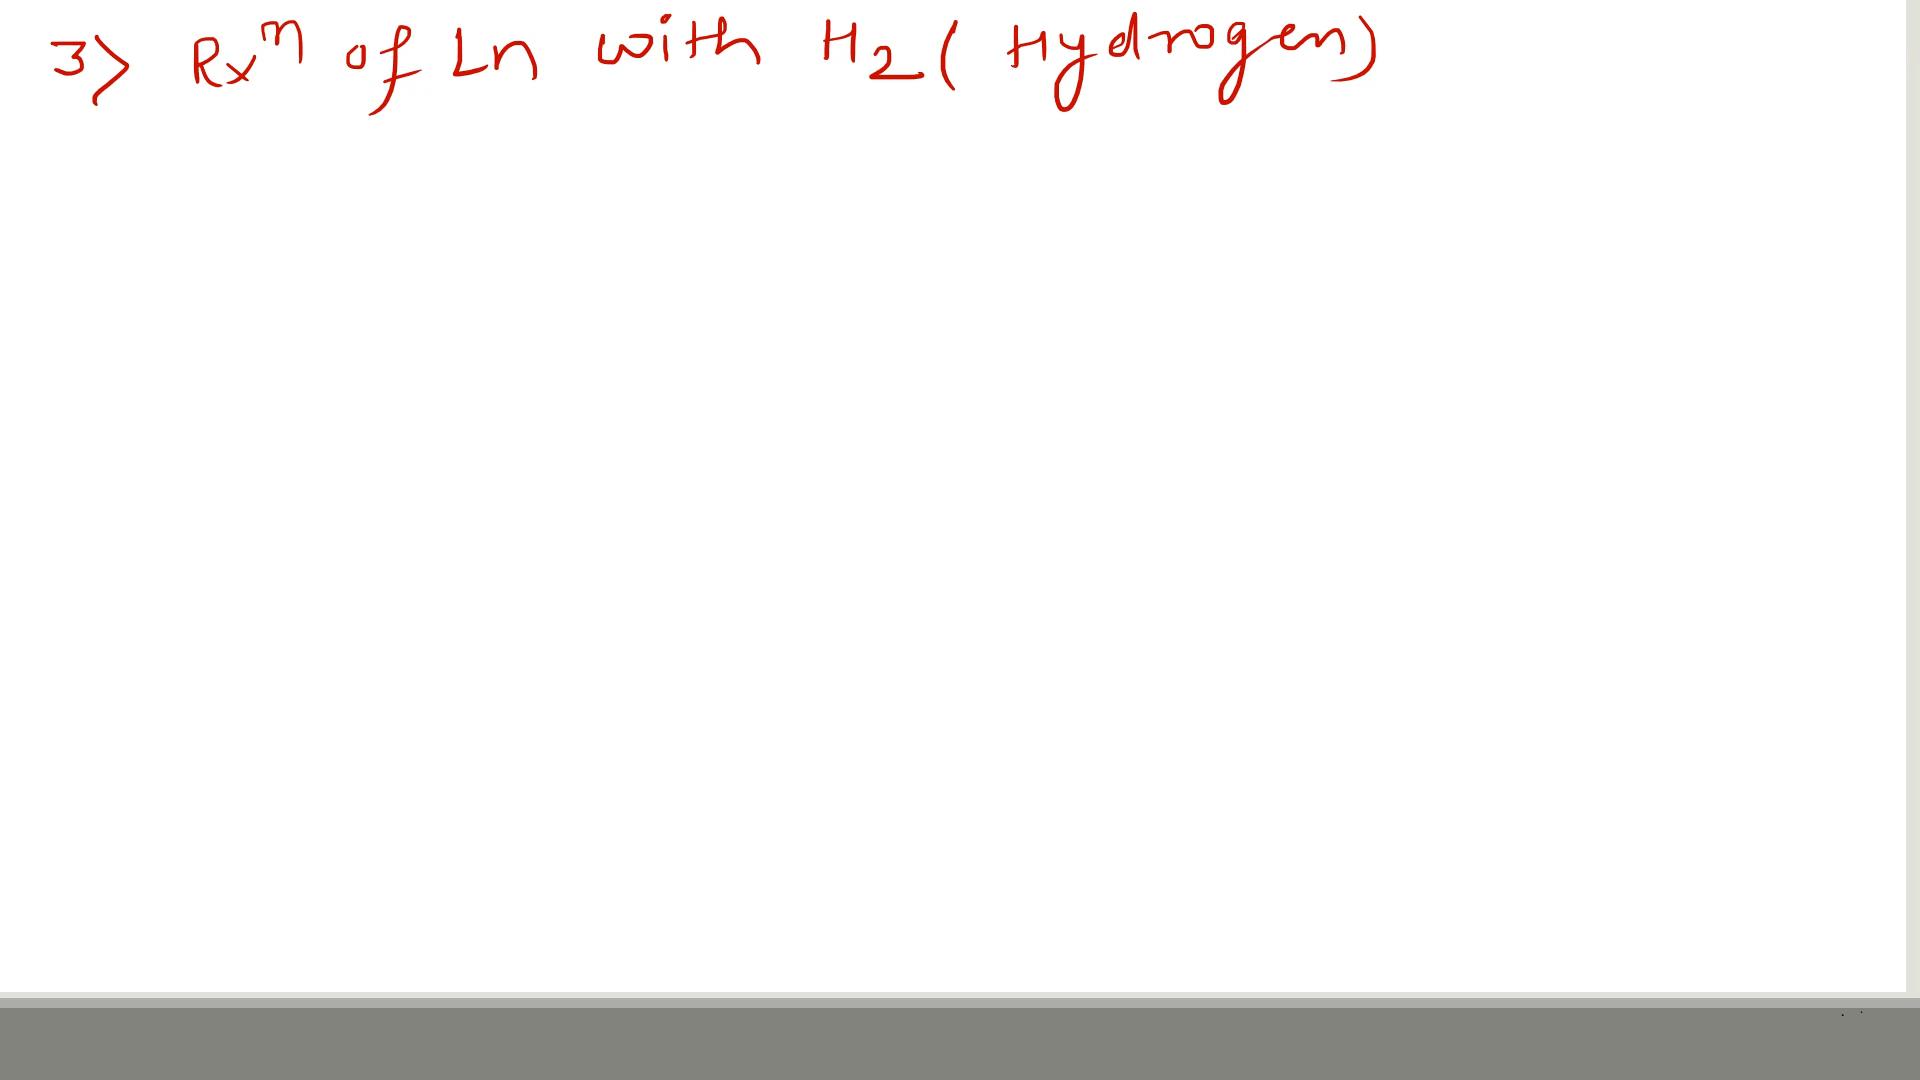 3> Rxⁿ of Ln with H₂ ( Hydrogen)